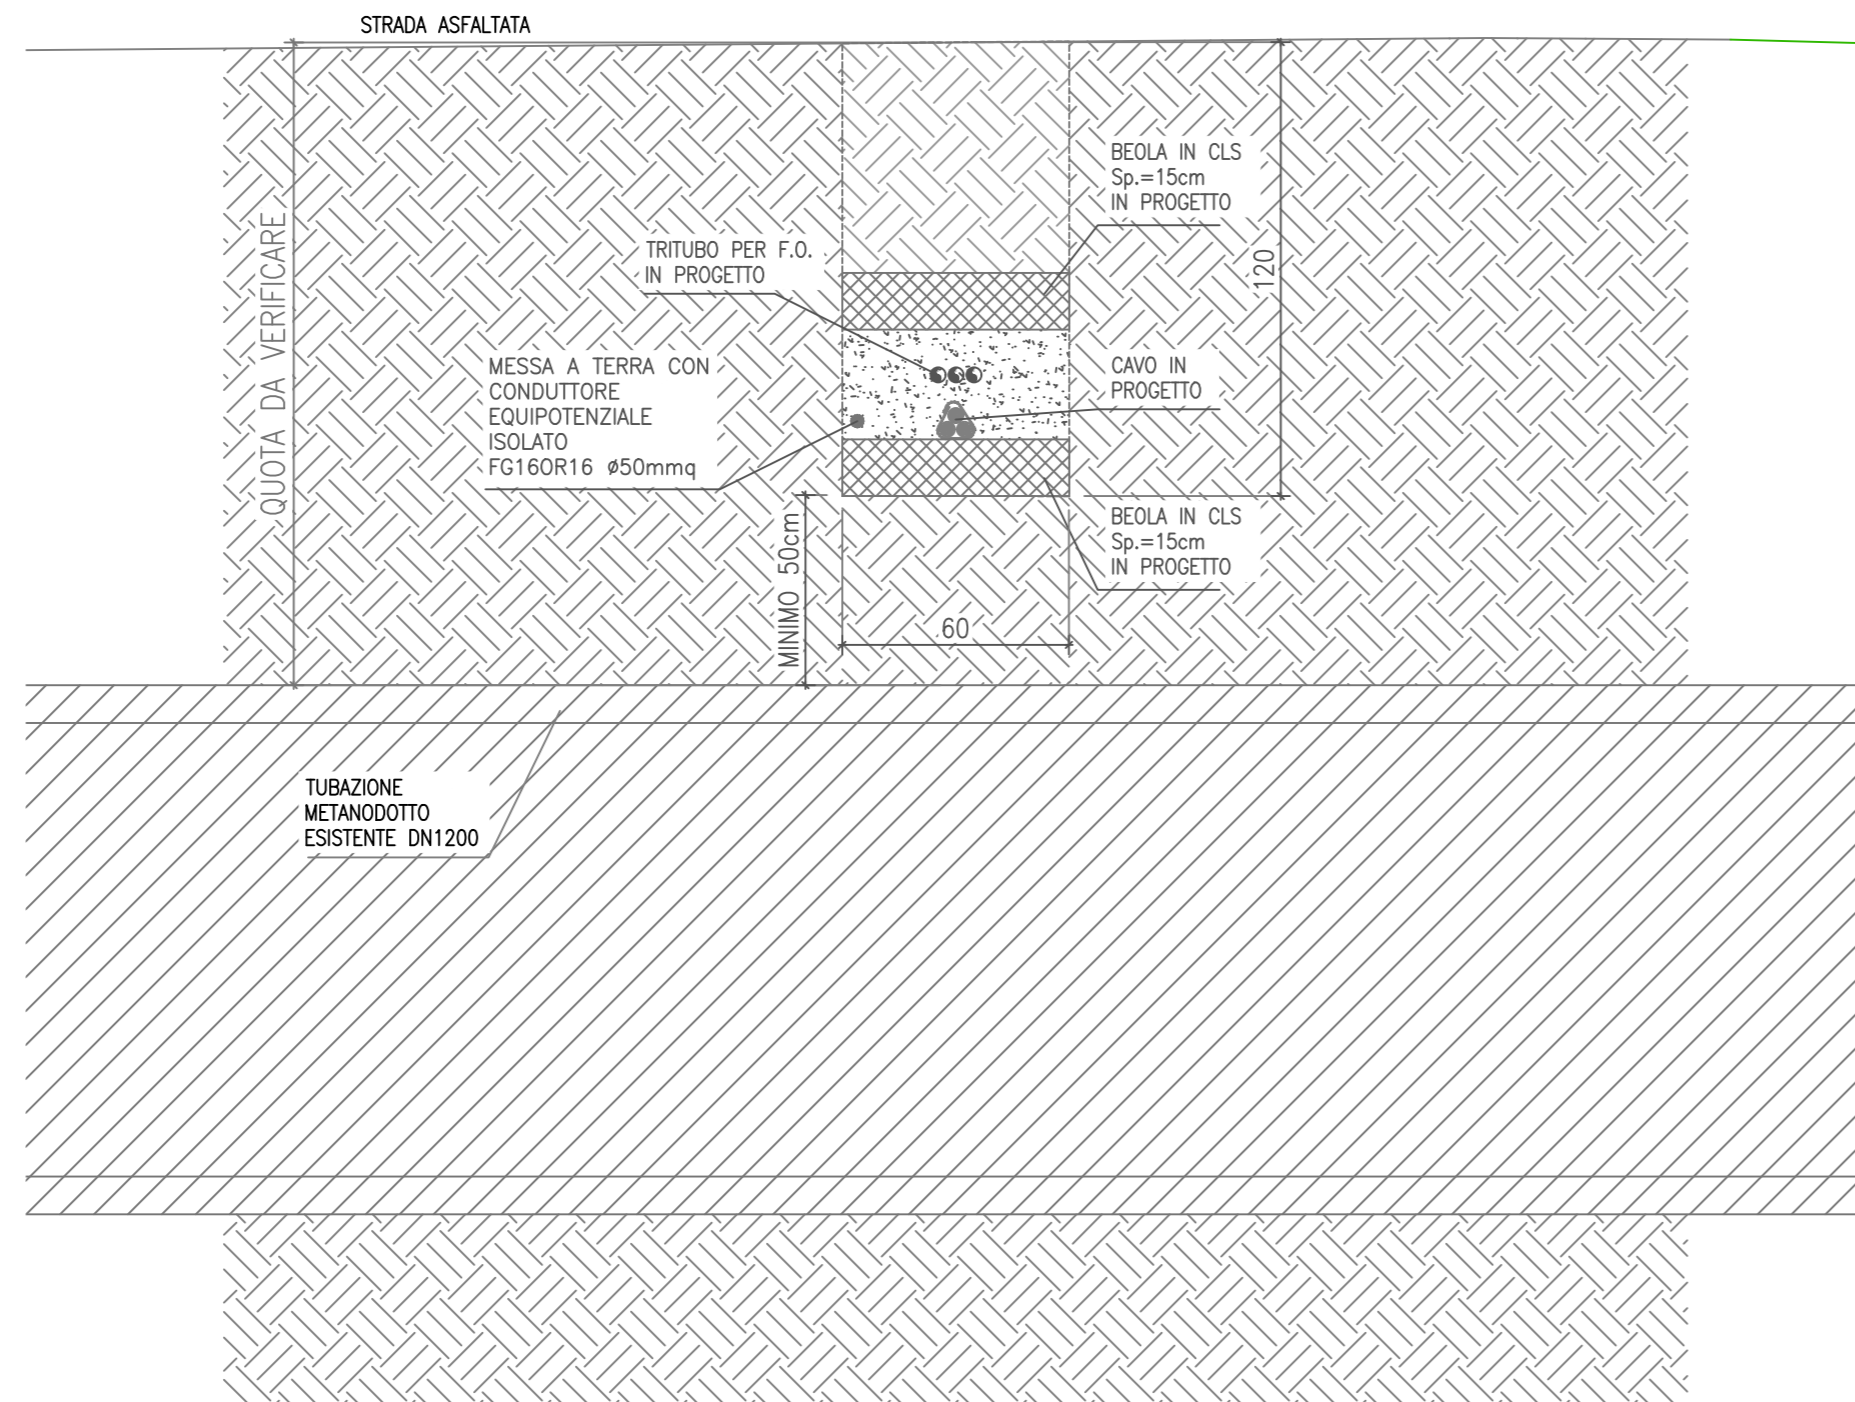 STRADA ASFALTATA
BEOLA IN CLS
Sp.=15cm
IN PROGETTO
TRITUBO PER F.O.
IN PROGETTO
120
QUOTA DA VERIFICARE
MESSA A TERRA CON
CONDUTTORE
EQUIPOTENZIALE
ISOLATO
FG16OR16 ø50mmq
CAVO IN
PROGETTO
BEOLA IN CLS
Sp.=15cm
IN PROGETTO
MINIMO 50cm
60
TUBAZIONE
METANODOTTO
ESISTENTE DN1200